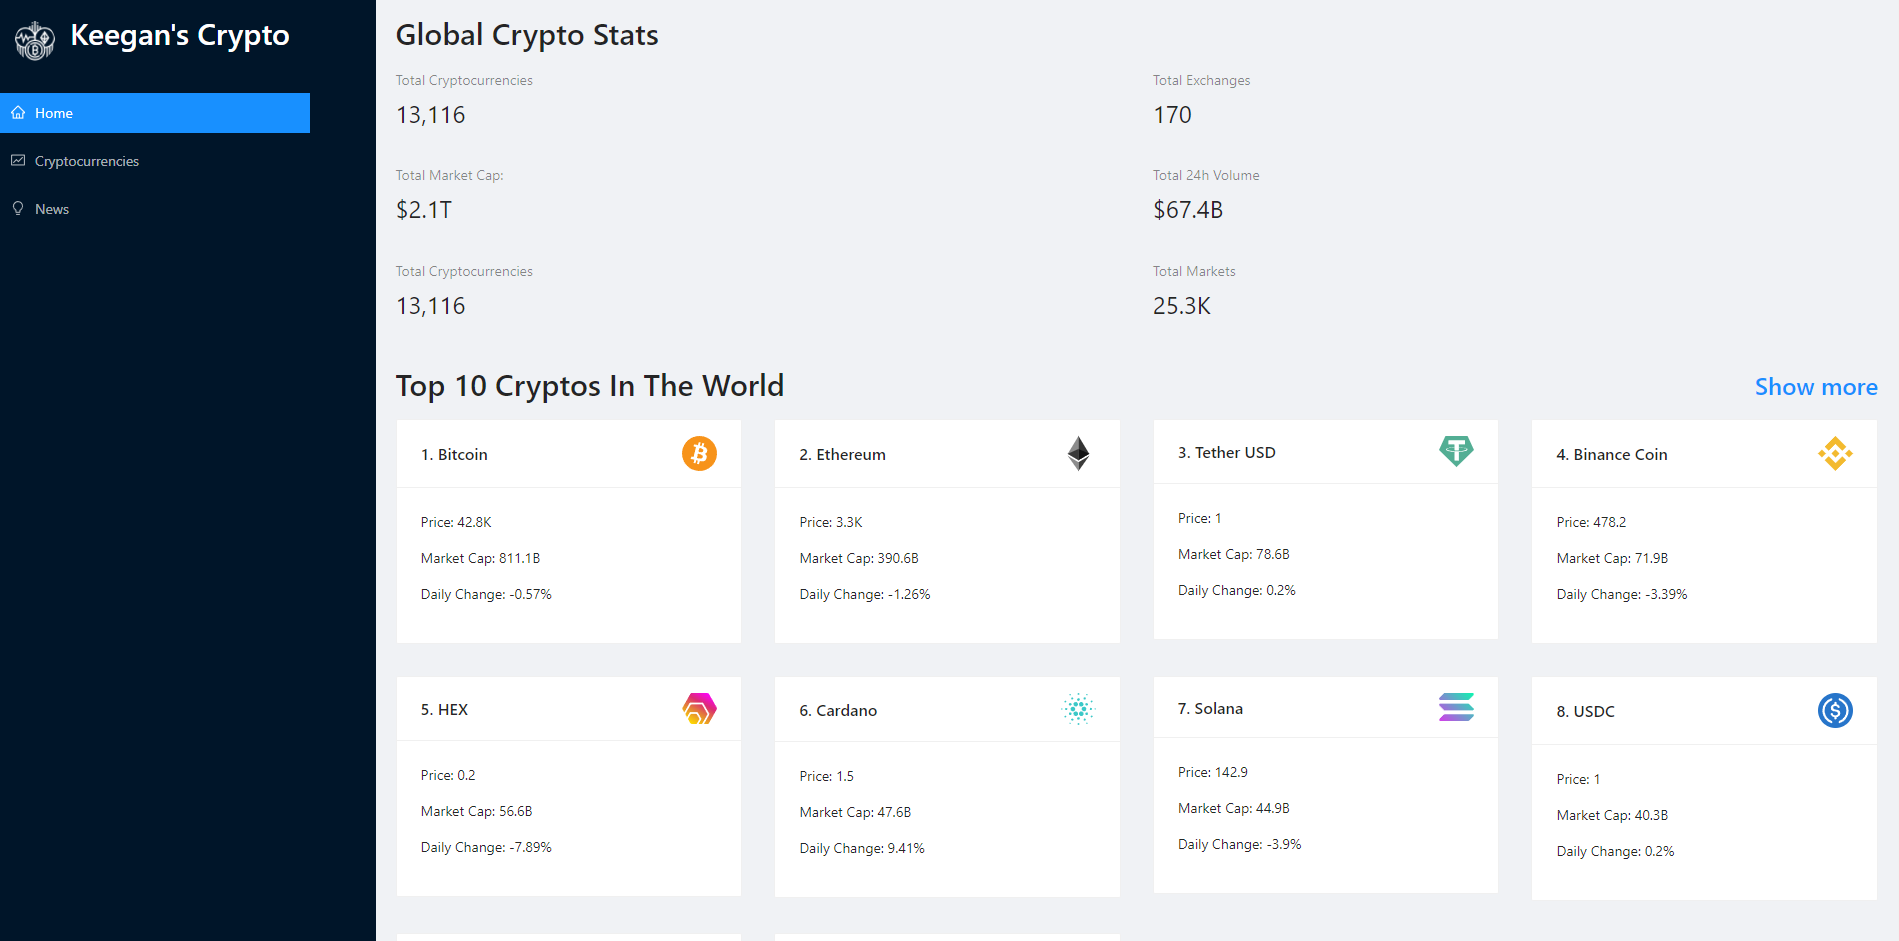 Keegan's Crypto
Home
Cryptocurrencies
News
Global Crypto Stats
Total Cryptocurrencies
13,116
Total Exchanges
170
Total Market Cap:
$2.1T
Total 24h Volume
$67.4B
Total Cryptocurrencies
13,116
Total Markets
25.3K
Top 10 Cryptos In The World
Show more
1. Bitcoin
Price: 42.8K
Market Cap: 811.1B
Daily Change: -0.57%
2. Ethereum
Price: 3.3K
Market Cap: 390.6B
Daily Change: -1.26%
3. Tether USD
Price: 1
Market Cap: 78.6B
Daily Change: 0.2%
4. Binance Coin
Price: 478.2
Market Cap: 71.9B
Daily Change: -3.39%
5. HEX
Price: 0.2
Market Cap: 56.6B
Daily Change: -7.89%
6. Cardano
Price: 1.5
Market Cap: 47.6B
Daily Change: 9.41%
7. Solana
Price: 142.9
Market Cap: 44.9B
Daily Change: -3.9%
8. USDC
Price: 1
Market Cap: 40.3B
Daily Change: 0.2%